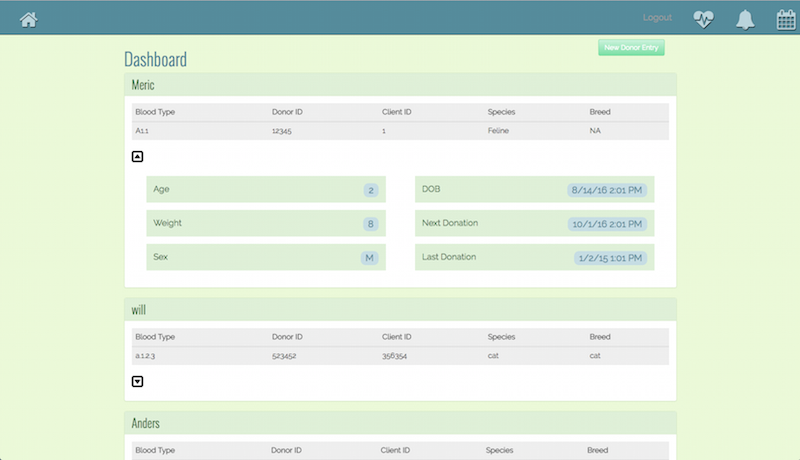 Logout
New Donor Entry
Dashboard
Meric
Blood Type Donor ID Client ID Species Breed
A1.1 12345 1 Feline NA
Age 2 DOB 8/14/16 2:01 PM
Weight 8 Next Donation 10/1/16 2:01 PM
Sex M Last Donation 1/2/15 1:01 PM
will
Blood Type Donor ID Client ID Species Breed
a.1.2.3 523452 356354 cat cat
Anders
Blood Type Donor ID Client ID Species Breed